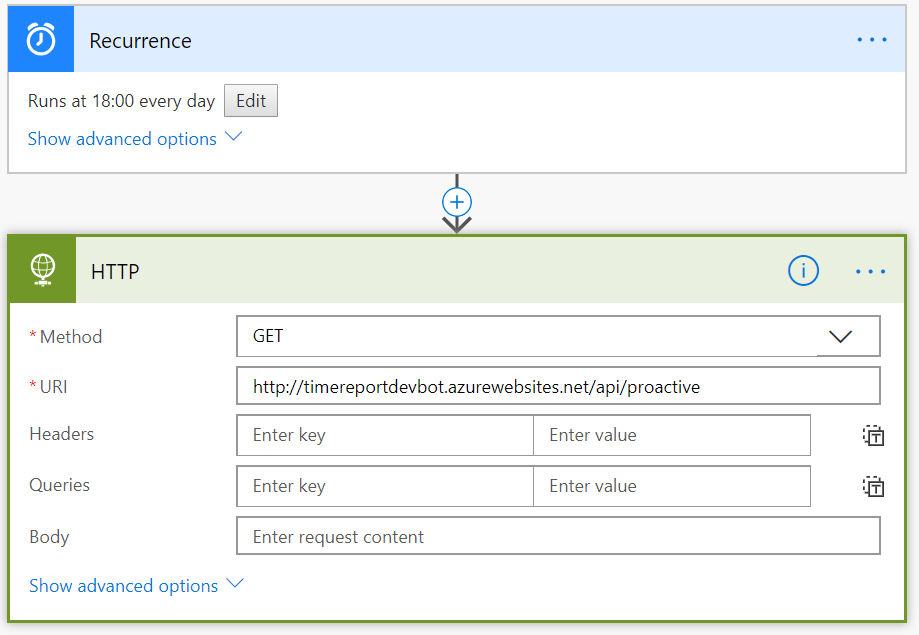 Recurrence
Runs at 18:00 every day Edit
Show advanced options
HTTP
* Method GET
* URI http://timereportdevbot.azurewebsites.net/api/proactive
Headers Enter key Enter value
Queries Enter key Enter value
Body Enter request content
Show advanced options